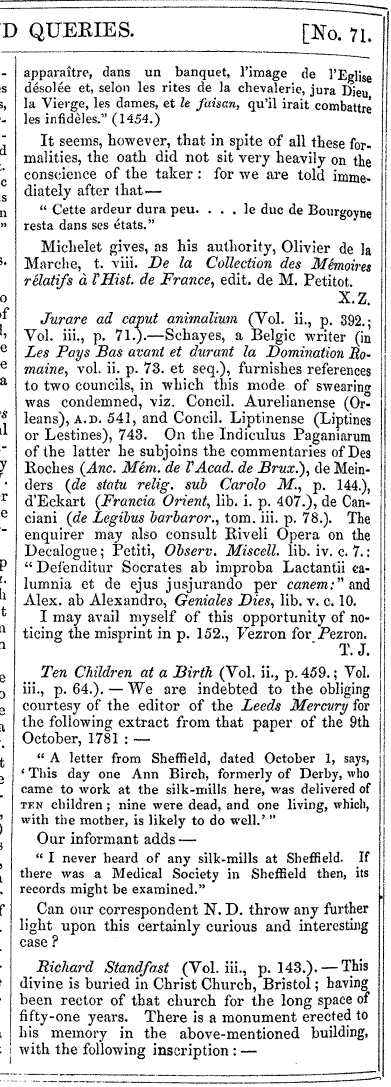 D QUERIES. [No. 71.
apparaître, dans un banquet, l'image de l'Eglise
désolée et, selon les rites de la chevalerie, jura Dieu,
la Vierge, les dames, et le faisan, qu'il irait combattre
les infidèles." (1454.)
It seems, however, that in spite of all these for-
malities, the oath did not sit very heavily on the
conscience of the taker: for we are told imme-
diately after that—
"Cette ardeur dura peu. . . . le duc de Bourgogne
resta dans ses états."
Michelet gives, as his authority, Olivier de la
Marche, t. viii. De la Collection des Mémoires
rélatifs à l'Hist. de France, edit. de M. Petitot.
X. Z.
Jurare ad caput animalium (Vol. ii., p. 392.;
Vol. iii., p. 71.).—Schayes, a Belgic writer (in
Les Pays Bas avant et durant la Domination Ro-
maine, vol. ii. p. 73. et seq.), furnishes references
to two councils, in which this mode of swearing
was condemned, viz. Concil. Aurelianense (Or-
leans), A.D. 541, and Concil. Liptinense (Liptines
or Lestines), 743. On the Indiculus Paganiarum
of the latter he subjoins the commentaries of Des
Roches (Anc. Mém. de l'Acad. de Brux.), de Mein-
ders (de statu relig. sub Carolo M., p. 144.),
d'Eckart (Francia Orient, lib. i. p. 407.), de Can-
ciani (de Legibus barbaror., tom. iii. p. 78.). The
enquirer may also consult Riveli Opera on the
Decalogue; Petiti, Observ. Miscell. lib. iv. c. 7.:
"Defenditur Socrates ab improba Lactantii ca-
lumnia et de ejus jusjurando per canem:" and
Alex. ab Alexandro, Geniales Dies, lib. v. c. 10.
I may avail myself of this opportunity of no-
ticing the misprint in p. 152., Vezron for Pezron.
T. J.
Ten Children at a Birth (Vol. ii., p. 459.; Vol.
iii., p. 64.). — We are indebted to the obliging
courtesy of the editor of the Leeds Mercury for
the following extract from that paper of the 9th
October, 1781: —
"A letter from Sheffield, dated October 1, says,
'This day one Ann Birch, formerly of Derby, who
came to work at the silk-mills here, was delivered of
TEN children; nine were dead, and one living, which,
with the mother, is likely to do well.'"
Our informant adds —
"I never heard of any silk-mills at Sheffield. If
there was a Medical Society in Sheffield then, its
records might be examined."
Can our correspondent N. D. throw any further
light upon this certainly curious and interesting
case?
Richard Standfast (Vol. iii., p. 143.). — This
divine is buried in Christ Church, Bristol; having
been rector of that church for the long space of
fifty-one years. There is a monument erected to
his memory in the above-mentioned building,
with the following inscription: —